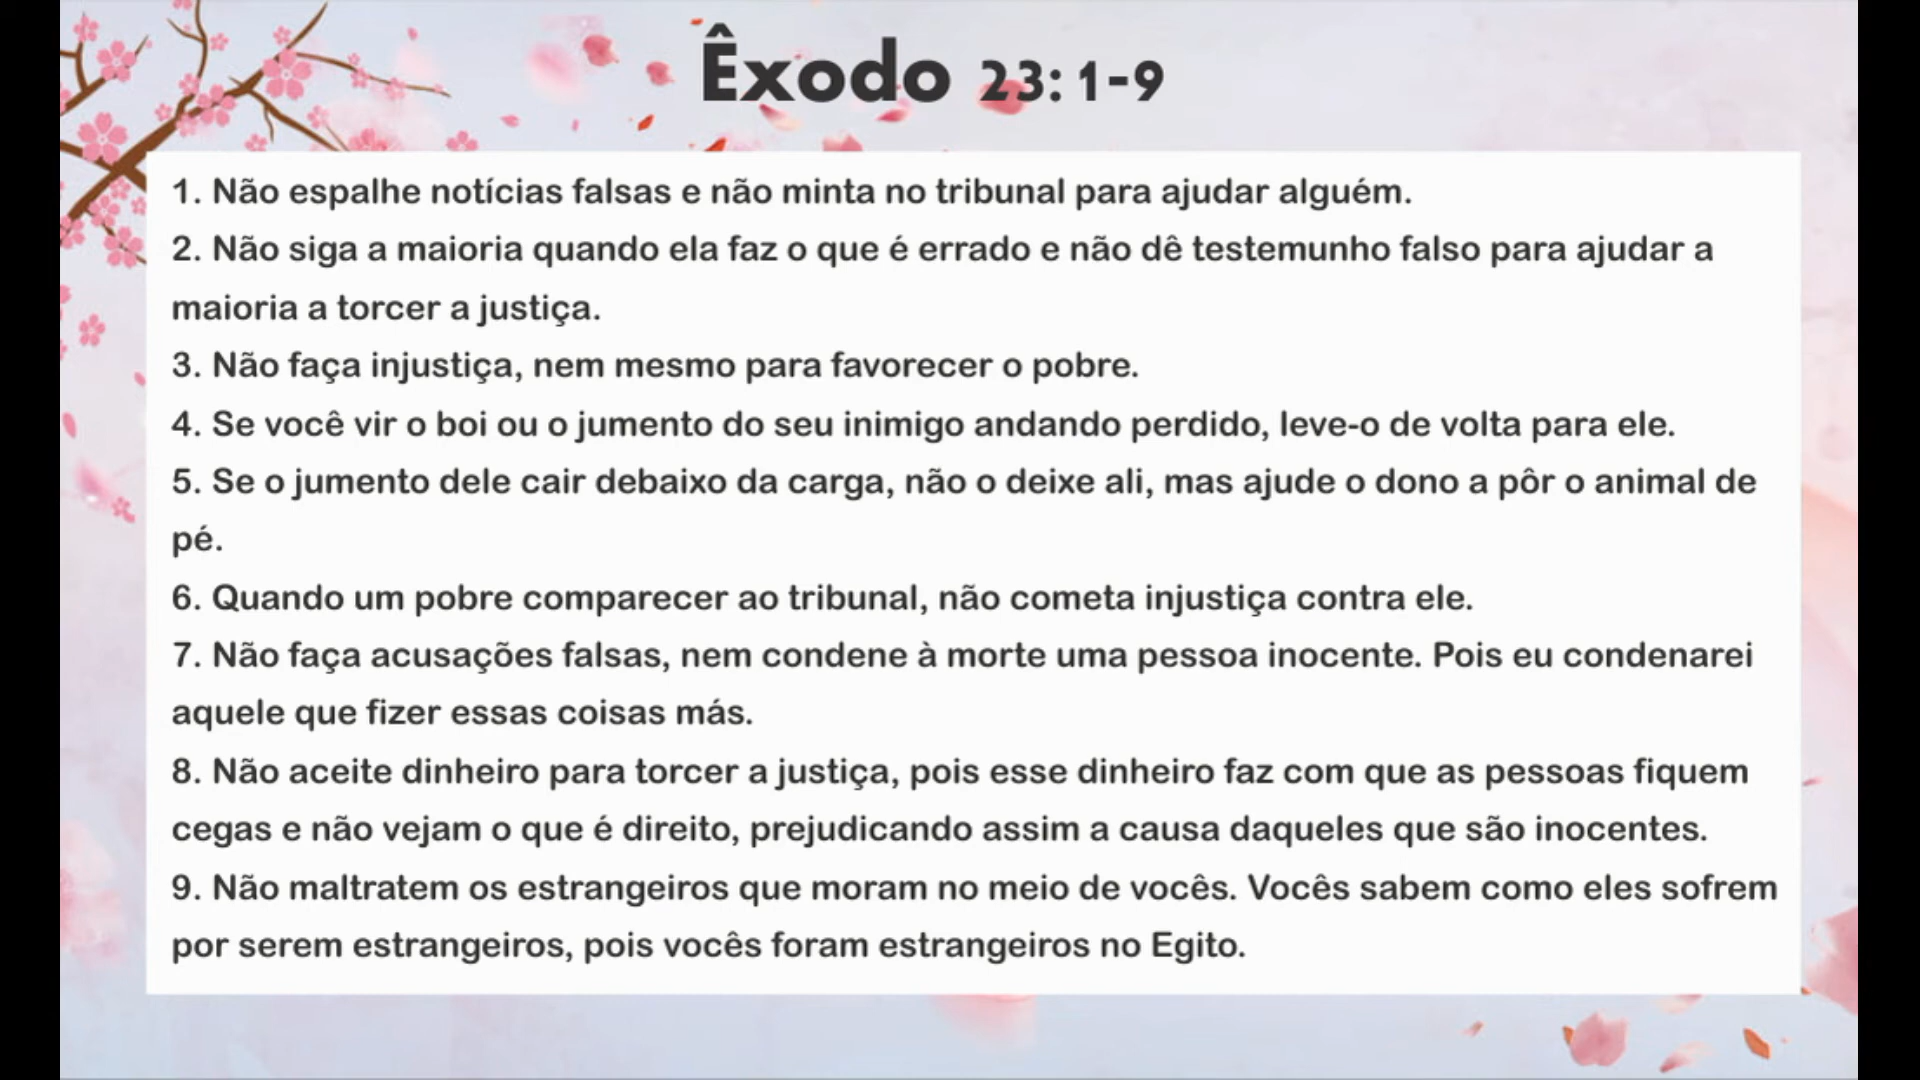 Êxodo 23: 1-9
1. Não espalhe notícias falsas e não minta no tribunal para ajudar alguém.
2. Não siga a maioria quando ela faz o que é errado e não dê testemunho falso para ajudar a
maioria a torcer a justiça.
3. Não faça injustiça, nem mesmo para favorecer o pobre.
4. Se você vir o boi ou o jumento do seu inimigo andando perdido, leve-o de volta para ele.
5. Se o jumento dele cair debaixo da carga, não o deixe ali, mas ajude o dono a pôr o animal de
pé.
6. Quando um pobre comparecer ao tribunal, não cometa injustiça contra ele.
7. Não faça acusações falsas, nem condene à morte uma pessoa inocente. Pois eu condenarei
aquele que fizer essas coisas más.
8. Não aceite dinheiro para torcer a justiça, pois esse dinheiro faz com que as pessoas fiquem
cegas e não vejam o que é direito, prejudicando assim a causa daqueles que são inocentes.
9. Não maltratem os estrangeiros que moram no meio de vocês. Vocês sabem como eles sofrem
por serem estrangeiros, pois vocês foram estrangeiros no Egito.